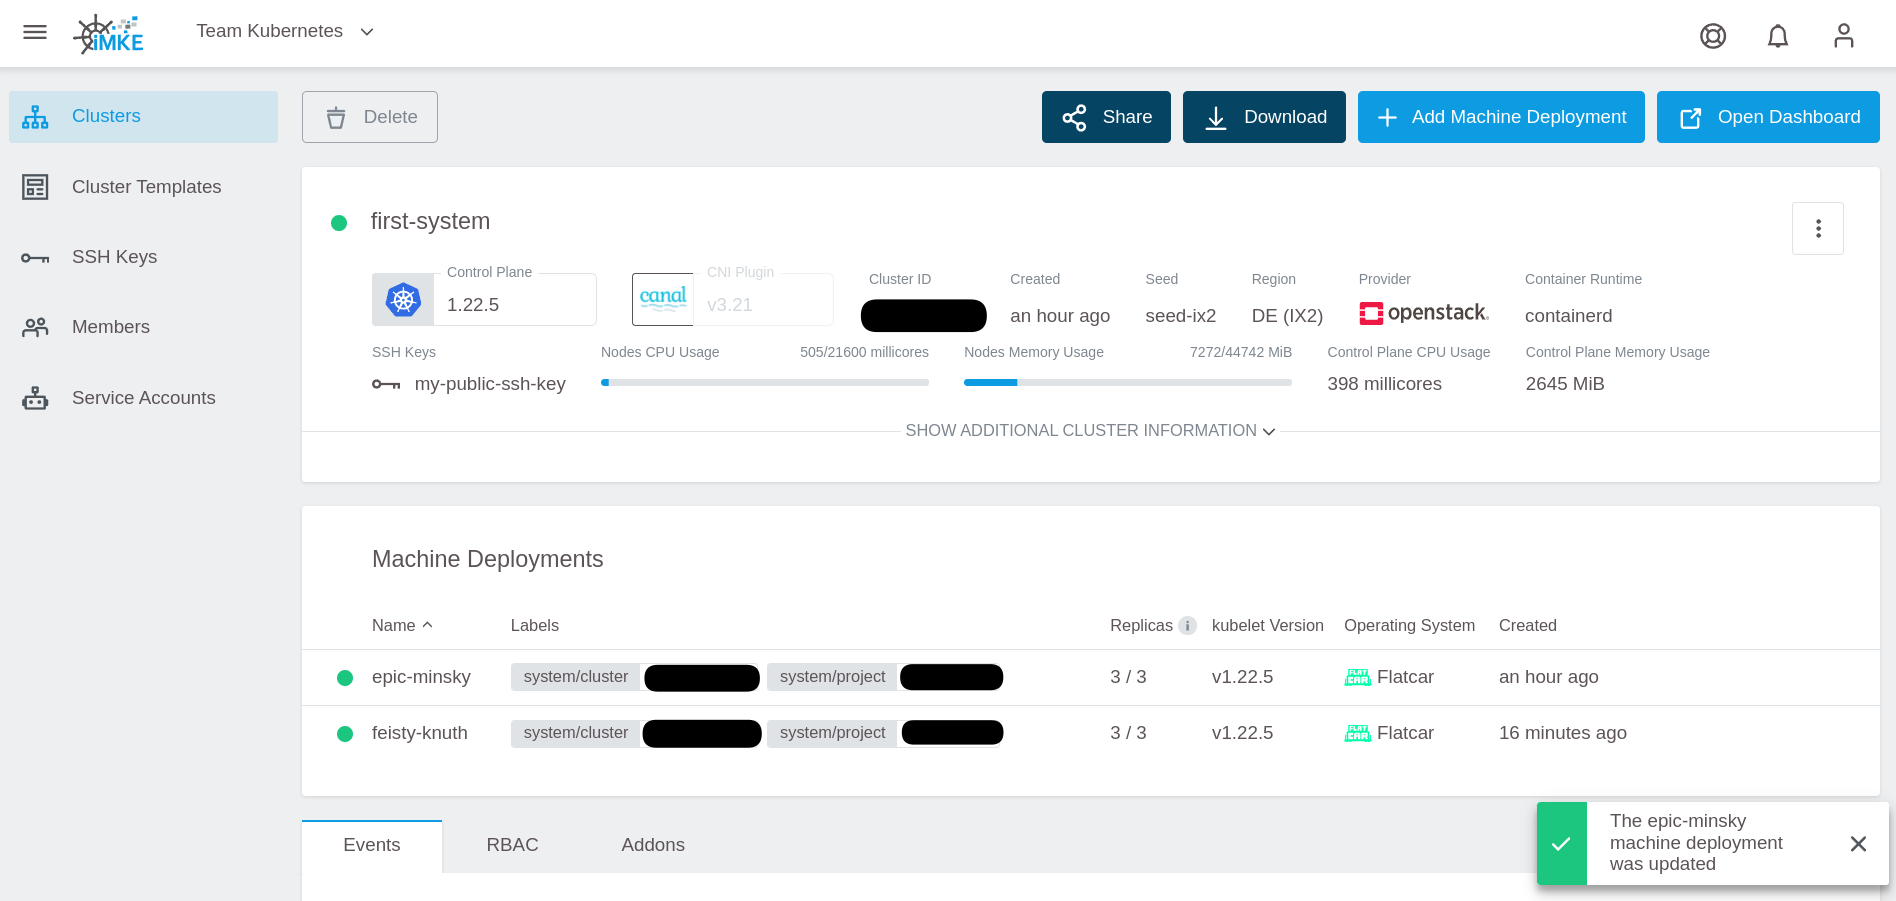 iMKE
Team Kubernetes
Clusters
Cluster Templates
SSH Keys
Members
Service Accounts
Delete
Share
Download
Add Machine Deployment
Open Dashboard
first-system
Control Plane
1.22.5
canal
CNI Plugin
v3.21
Cluster ID
Created
an hour ago
Seed
seed-ix2
Region
DE (IX2)
Provider
openstack.
Container Runtime
containerd
SSH Keys
my-public-ssh-key
Nodes CPU Usage 505/21600 millicores
Nodes Memory Usage 7272/44742 MiB
Control Plane CPU Usage
398 millicores
Control Plane Memory Usage
2645 MiB
SHOW ADDITIONAL CLUSTER INFORMATION
Machine Deployments
Name Labels Replicas i kubelet Version Operating System Created
epic-minsky system/cluster system/project 3 / 3 v1.22.5 FLAT CAR Flatcar an hour ago
feisty-knuth system/cluster system/project 3 / 3 v1.22.5 FLAT CAR Flatcar 16 minutes ago
Events RBAC Addons
The epic-minsky
machine deployment
was updated